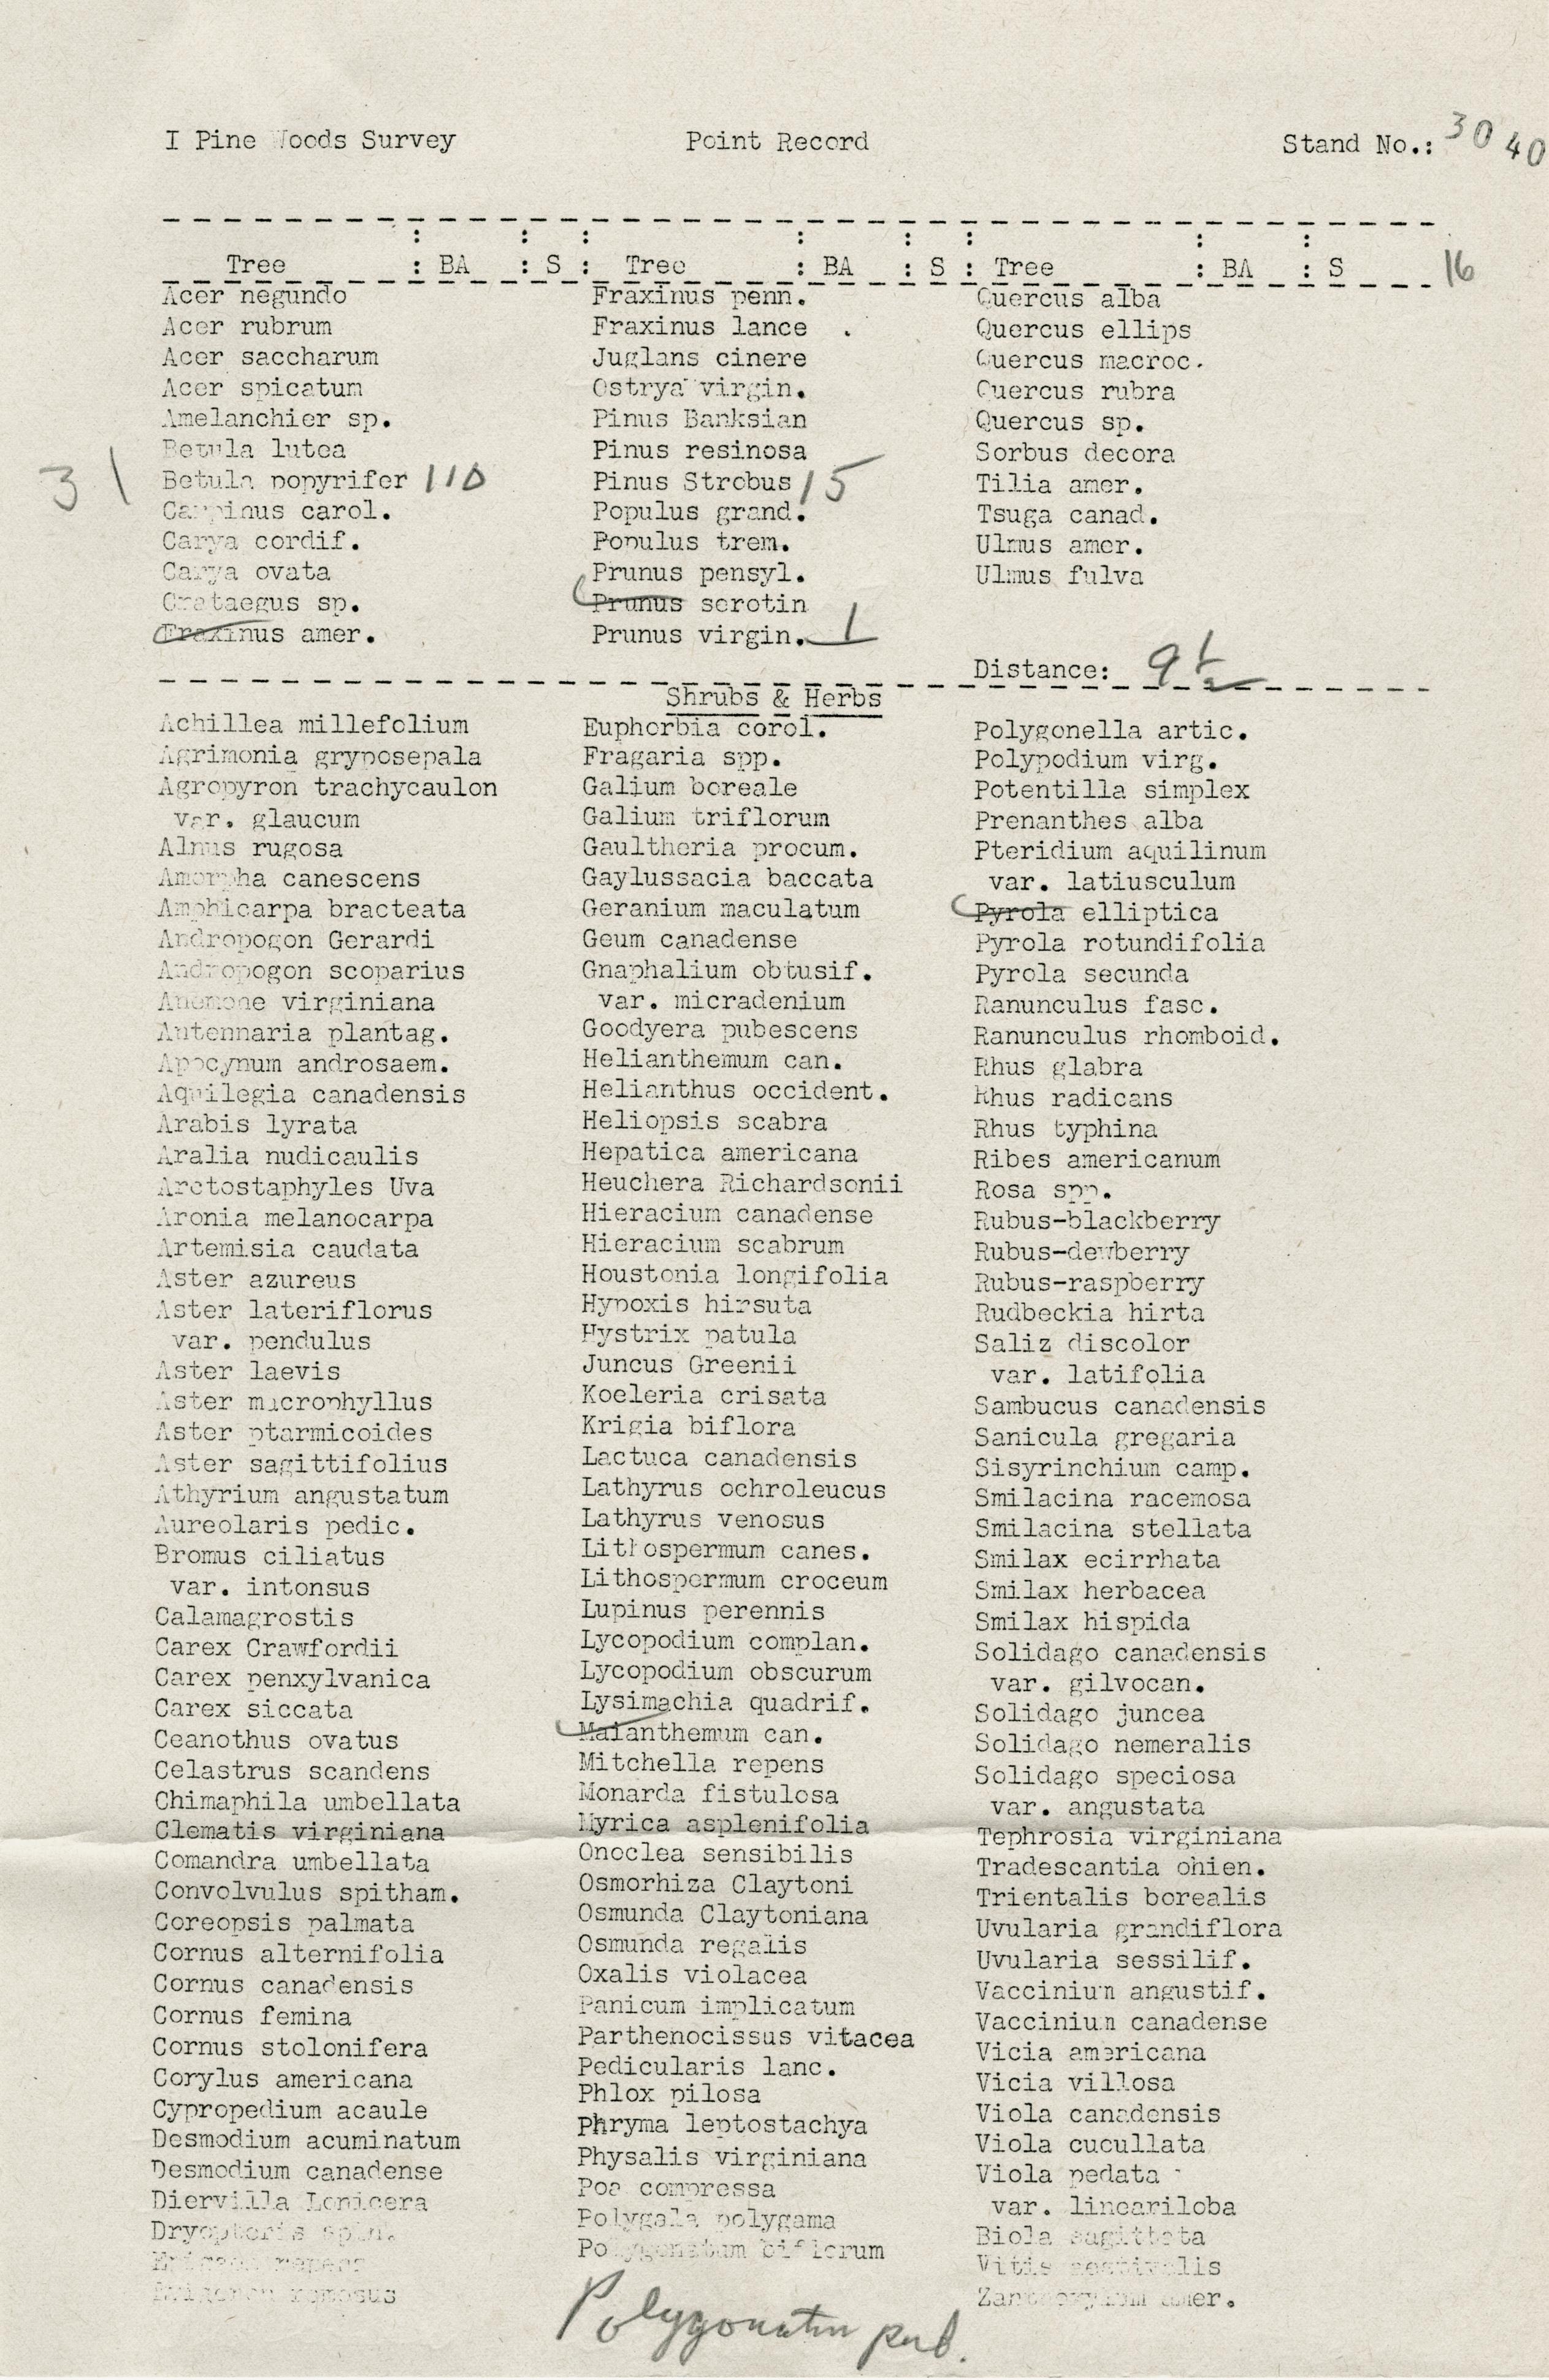 I Pine Woods Survey Point Record Stand No.: 3040
Tree : BA : S : Tree : BA : S : Tree : BA : S 16
Acer negundo Fraxinus penn. Quercus alba
Acer rubrum Fraxinus lance . Quercus ellips
Acer saccharum Juglans cinere Quercus macroc.
Acer spicatum Ostrya virgin. Quercus rubra
Amelanchier sp. Pinus Banksian Quercus sp.
Betula lutea Pinus resinosa Sorbus decora
31 Betula popyrifer 110 Pinus Strobus 15 Tilia amer.
Carpinus carol. Populus grand. Tsuga canad.
Carya cordif. Populus trem. Ulmus amer.
Carya ovata Prunus pensyl. Ulmus fulva
Crataegus sp. Prunus serotin
Fraxinus amer. Prunus virgin. 1
Distance: 9 1/2
Shrubs & Herbs
Achillea millefolium Euphorbia corol. Polygonella artic.
Agrimonia gryposepala Fragaria spp. Polypodium virg.
Agropyron trachycaulon Galium boreale Potentilla simplex
var. glaucum Galium triflorum Prenanthes alba
Alnus rugosa Gaultheria procum. Pteridium aquilinum
Amorpha canescens Gaylussacia baccata var. latiusculum
Amphicarpa bracteata Geranium maculatum Pyrola elliptica
Andropogon Gerardi Geum canadense Pyrola rotundifolia
Andropogon scoparius Gnaphalium obtusif. Pyrola secunda
Anemone virginiana var. micradenium Ranunculus fasc.
Antennaria plantag. Goodyera pubescens Ranunculus rhomboid.
Apocynum androsaem. Helianthemum can. Rhus glabra
Aquilegia canadensis Helianthus occident. Rhus radicans
Arabis lyrata Heliopsis scabra Rhus typhina
Aralia nudicaulis Hepatica americana Ribes americanum
Arctostaphyles Uva Heuchera Richardsonii Rosa spp.
Aronia melanocarpa Hieracium canadense Rubus-blackberry
Artemisia caudata Hieracium scabrum Rubus-dewberry
Aster azureus Houstonia longifolia Rubus-raspberry
Aster lateriflorus Hypoxis hirsuta Rudbeckia hirta
var. pendulus Hystrix patula Saliz discolor
Aster laevis Juncus Greenii var. latifolia
Aster macrophyllus Koeleria crisata Sambucus canadensis
Aster ptarmicoides Krigia biflora Sanicula gregaria
Aster sagittifolius Lactuca canadensis Sisyrinchium camp.
Athyrium angustatum Lathyrus ochroleucus Smilacina racemosa
Aureolaris pedic. Lathyrus venosus Smilacina stellata
Bromus ciliatus Lithospermum canes. Smilax ecirrhata
var. intonsus Lithospermum croceum Smilax herbacea
Calamagrostis Lupinus perennis Smilax hispida
Carex Crawfordii Lycopodium complan. Solidago canadensis
Carex penxylvanica Lycopodium obscurum var. gilvocan.
Carex siccata Lysimachia quadrif. Solidago juncea
Ceanothus ovatus Maianthemum can. Solidago nemeralis
Celastrus scandens Mitchella repens Solidago speciosa
Chimaphila umbellata Monarda fistulosa var. angustata
Clematis virginiana Myrica asplenifolia Tephrosia virginiana
Comandra umbellata Onoclea sensibilis Tradescantia ohien.
Convolvulus spitham. Osmorhiza Claytoni Trientalis borealis
Coreopsis palmata Osmunda Claytoniana Uvularia grandiflora
Cornus alternifolia Osmunda regalis Uvularia sessilif.
Cornus canadensis Oxalis violacea Vaccinium angustif.
Cornus femina Panicum implicatum Vaccinium canadense
Cornus stolonifera Parthenocissus vitacea Vicia americana
Corylus americana Pedicularis lanc. Vicia villosa
Cypropedium acaule Phlox pilosa Viola canadensis
Desmodium acuminatum Phryma leptostachya Viola cucullata
Desmodium canadense Physalis virginiana Viola pedata
Diervilla Lonicera Poa compressa var. lineariloba
Dryopteris spin. Polygala polygama Biola sagittata
Epigaea repens Polygonatum biflorum Vitis aestivalis
Erigeron ramosus Zanthoxylum amer.
Polygonatum pub.